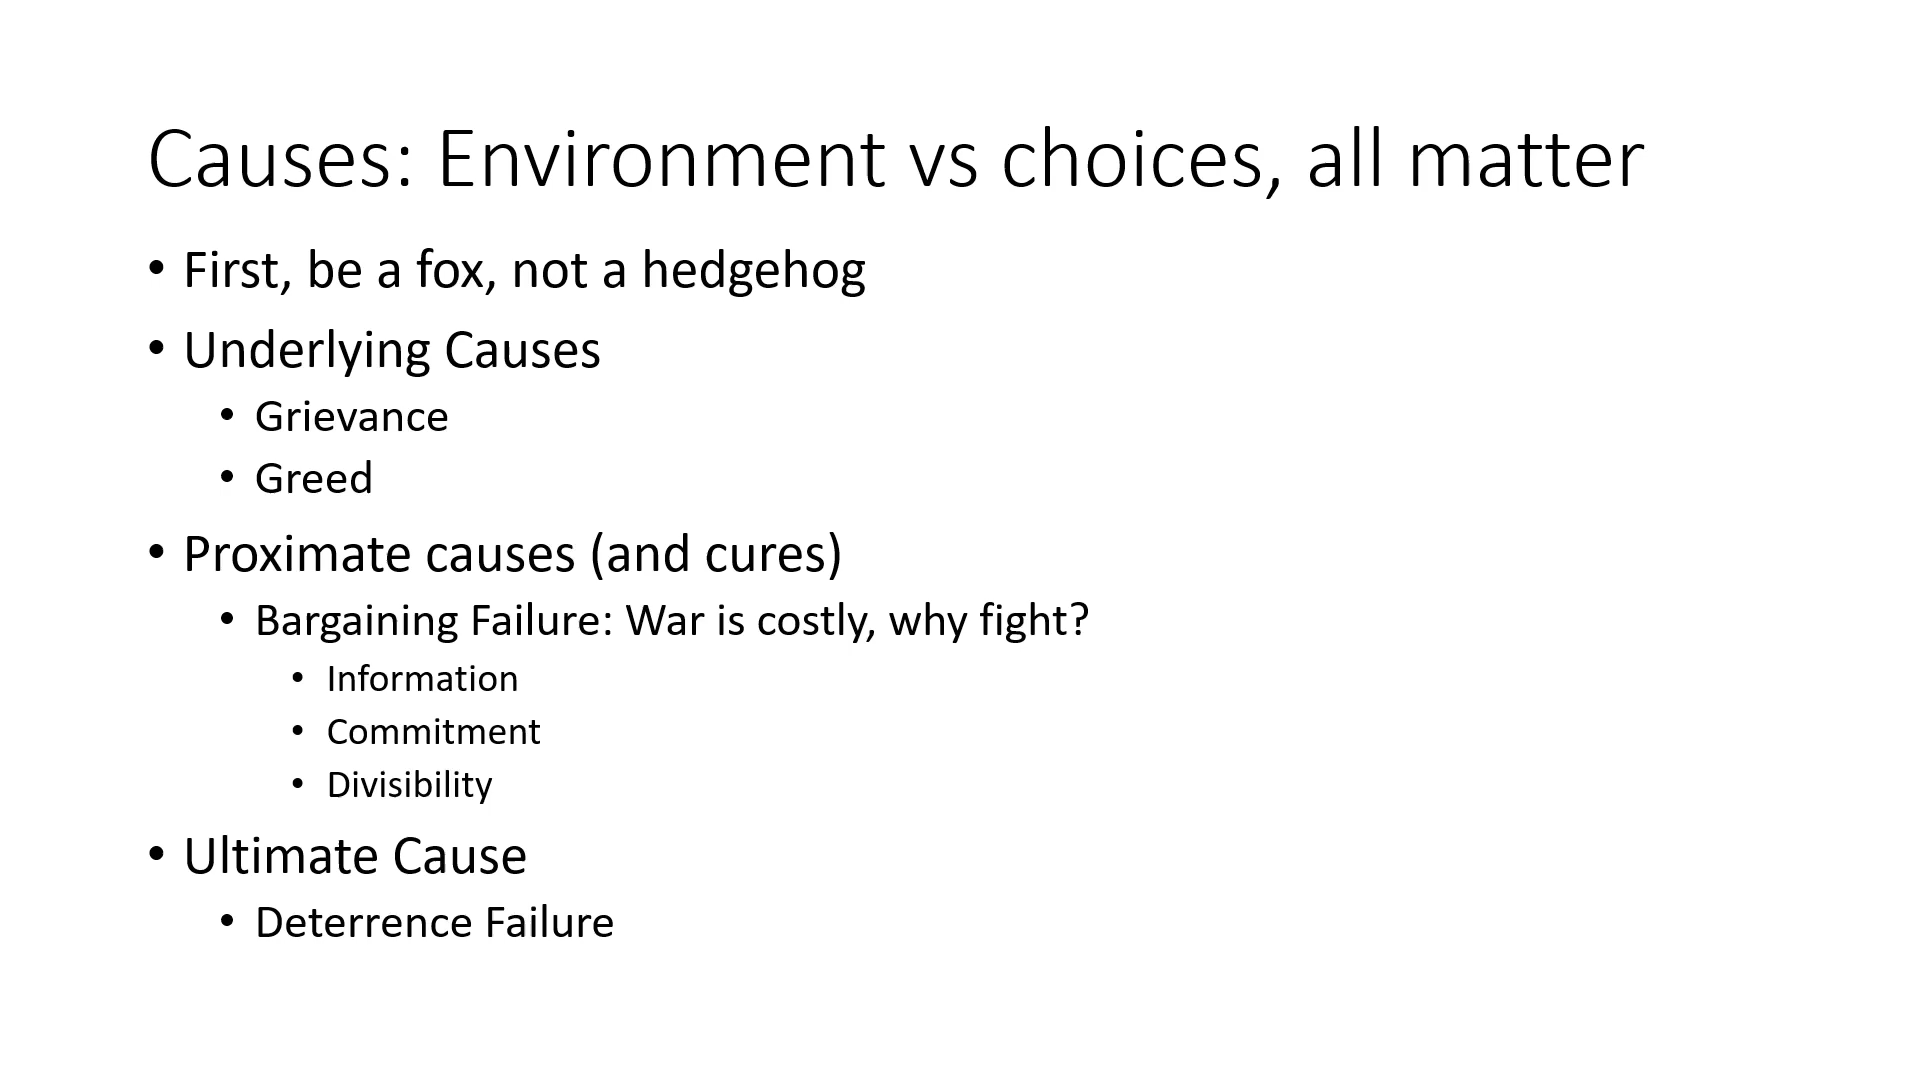 Causes: Environment vs choices, all matter
• First, be a fox, not a hedgehog
• Underlying Causes
• Grievance
• Greed
• Proximate causes (and cures)
• Bargaining Failure: War is costly, why fight?
• Information
• Commitment
• Divisibility
• Ultimate Cause
• Deterrence Failure